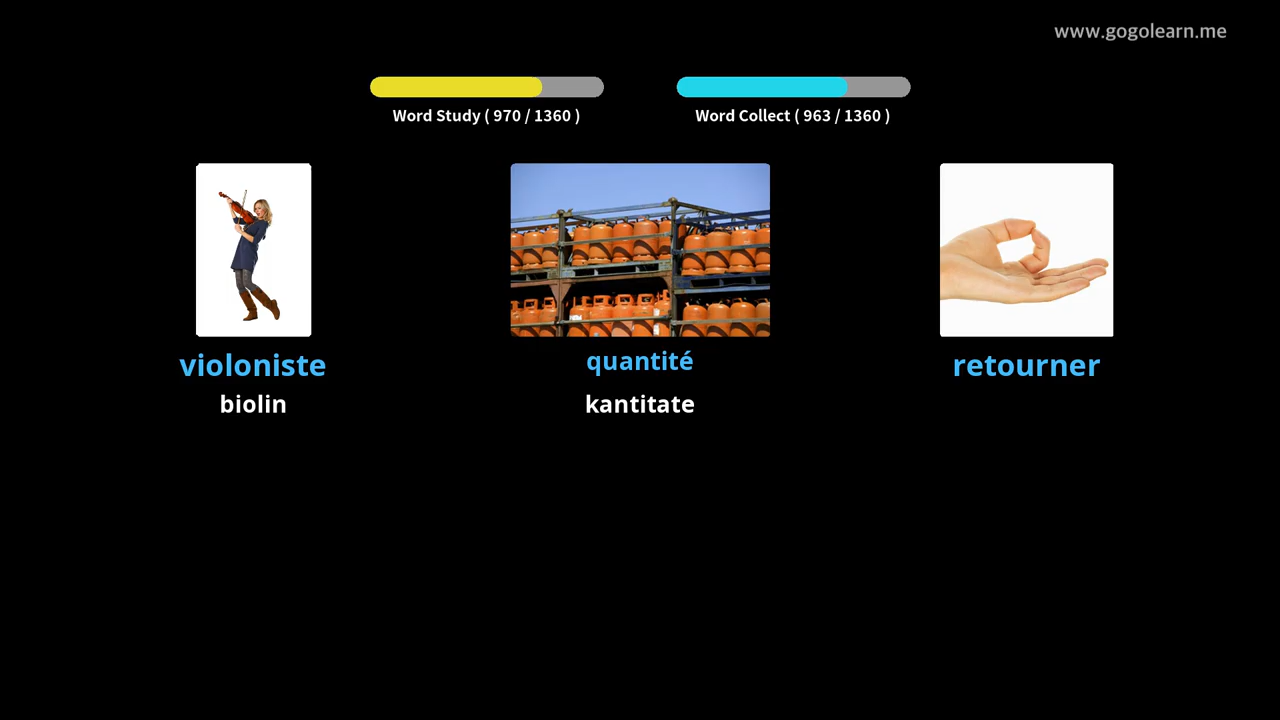 www.gogolearn.me
Word Study ( 970 / 1360 )
Word Collect ( 963 / 1360 )
violoniste
quantité
retourner
biolin
kantitate